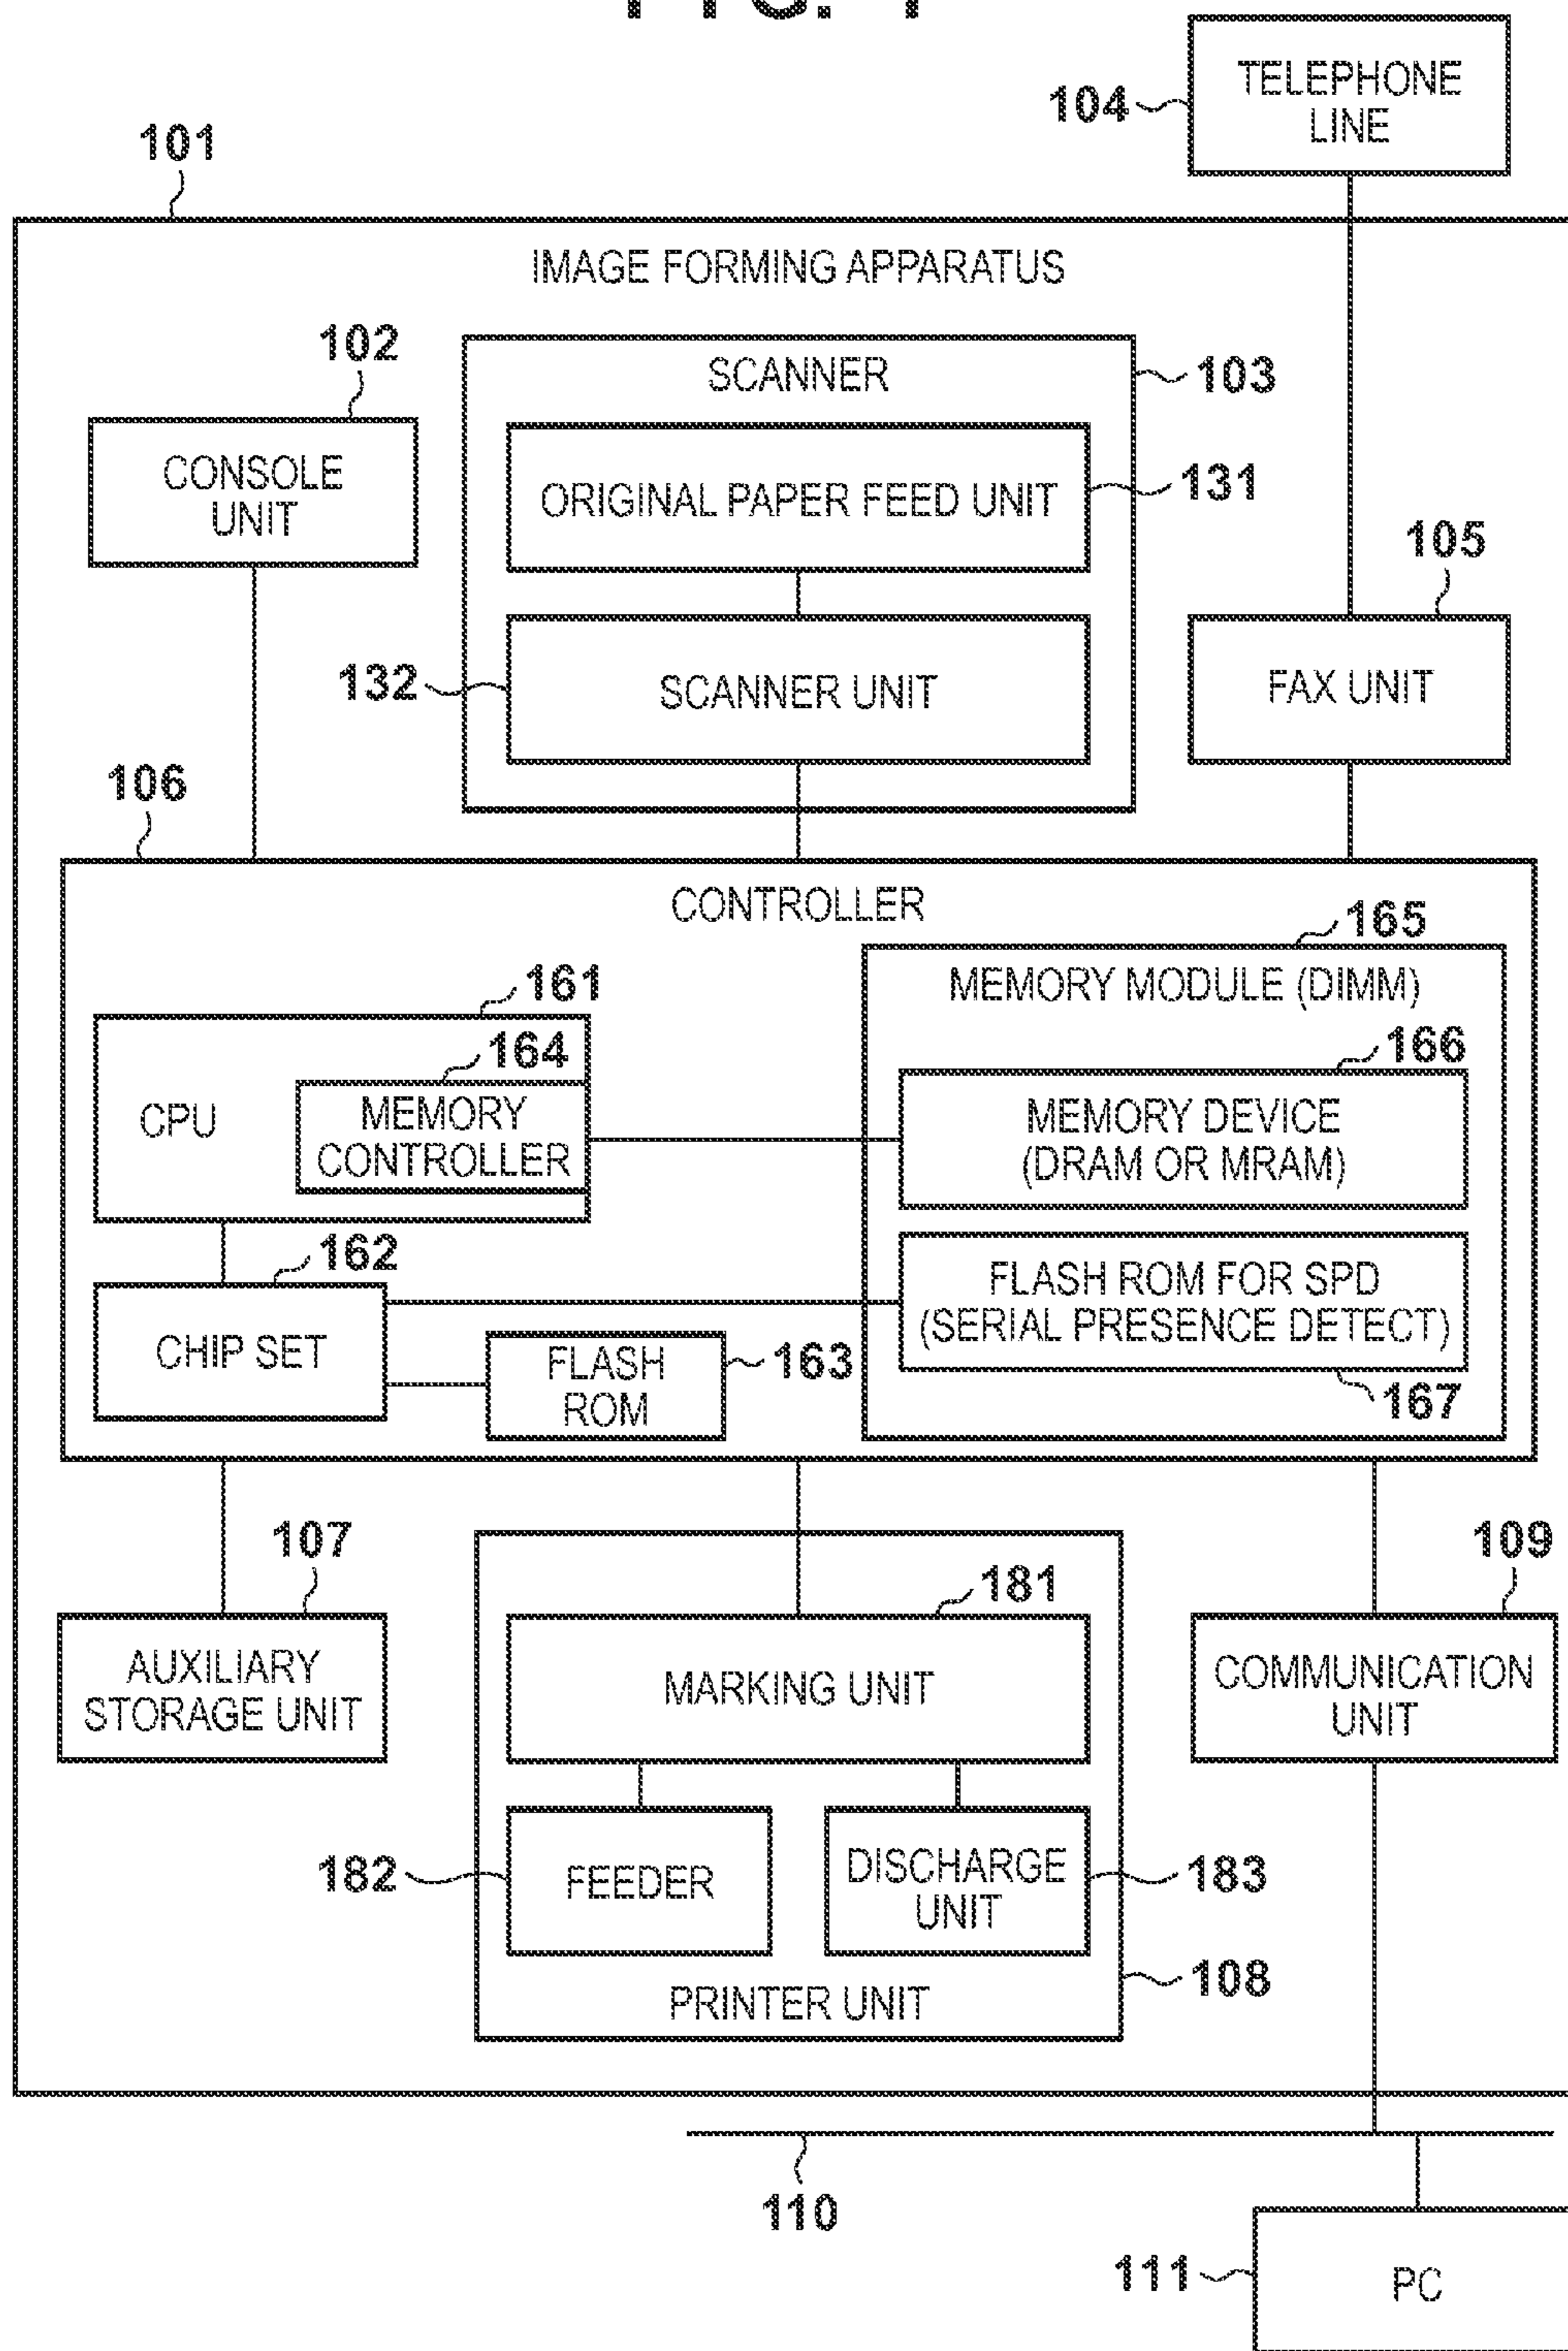 104
TELEPHONE
LINE
101
IMAGE FORMING APPARATUS
102
SCANNER
103
CONSOLE
UNIT
ORIGINAL PAPER FEED UNIT
131
105
132
SCANNER UNIT
FAX UNIT
106
CONTROLLER
165
161
MEMORY MODULE (DIMM)
164
166
CPU
MEMORY
CONTROLLER
MEMORY DEVICE
(DRAM OR MRAM)
162
FLASH ROM FOR SPD
(SERIAL PRESENCE DETECT)
CHIP SET
FLASH
ROM
163
167
107
109
181
AUXILIARY
STORAGE UNIT
MARKING UNIT
COMMUNICATION
UNIT
182
FEEDER
DISCHARGE
UNIT
183
108
PRINTER UNIT
110
111
PC